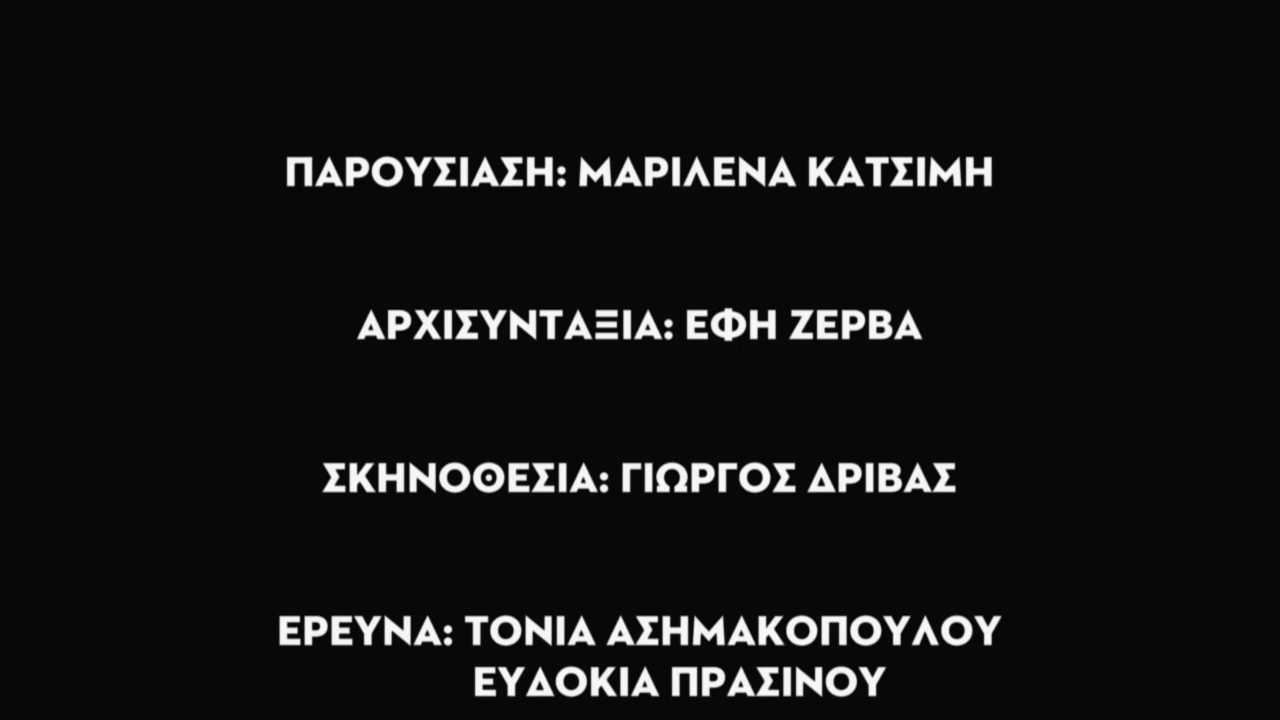 ΠΑΡΟΥΣΙΑΣΗ: ΜΑΡΙΛΕΝΑ ΚΑΤΣΙΜΗ
ΑΡΧΙΣΥΝΤΑΞΙΑ: ΕΦΗ ΖΕΡΒΑ
ΣΚΗΝΟΘΕΣΙΑ: ΓΙΩΡΓΟΣ ΔΡΙΒΑΣ
ΕΡΕΥΝΑ: ΤΟΝΙΑ ΑΣΗΜΑΚΟΠΟΥΛΟΥ
ΕΥΔΟΚΙΑ ΠΡΑΣΙΝΟΥ